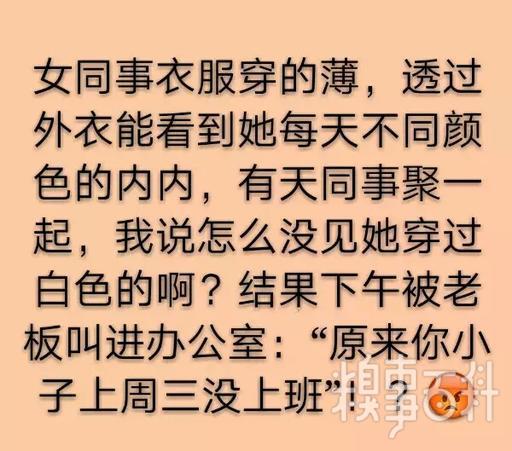 女同事衣服穿的薄，透过
外衣能看到她每天不同颜
色的内内，有天同事聚一
起，我说怎么没见她穿过
白色的啊？结果下午被老
板叫进办公室：“原来你小
子上周三没上班”！？
糗事百科